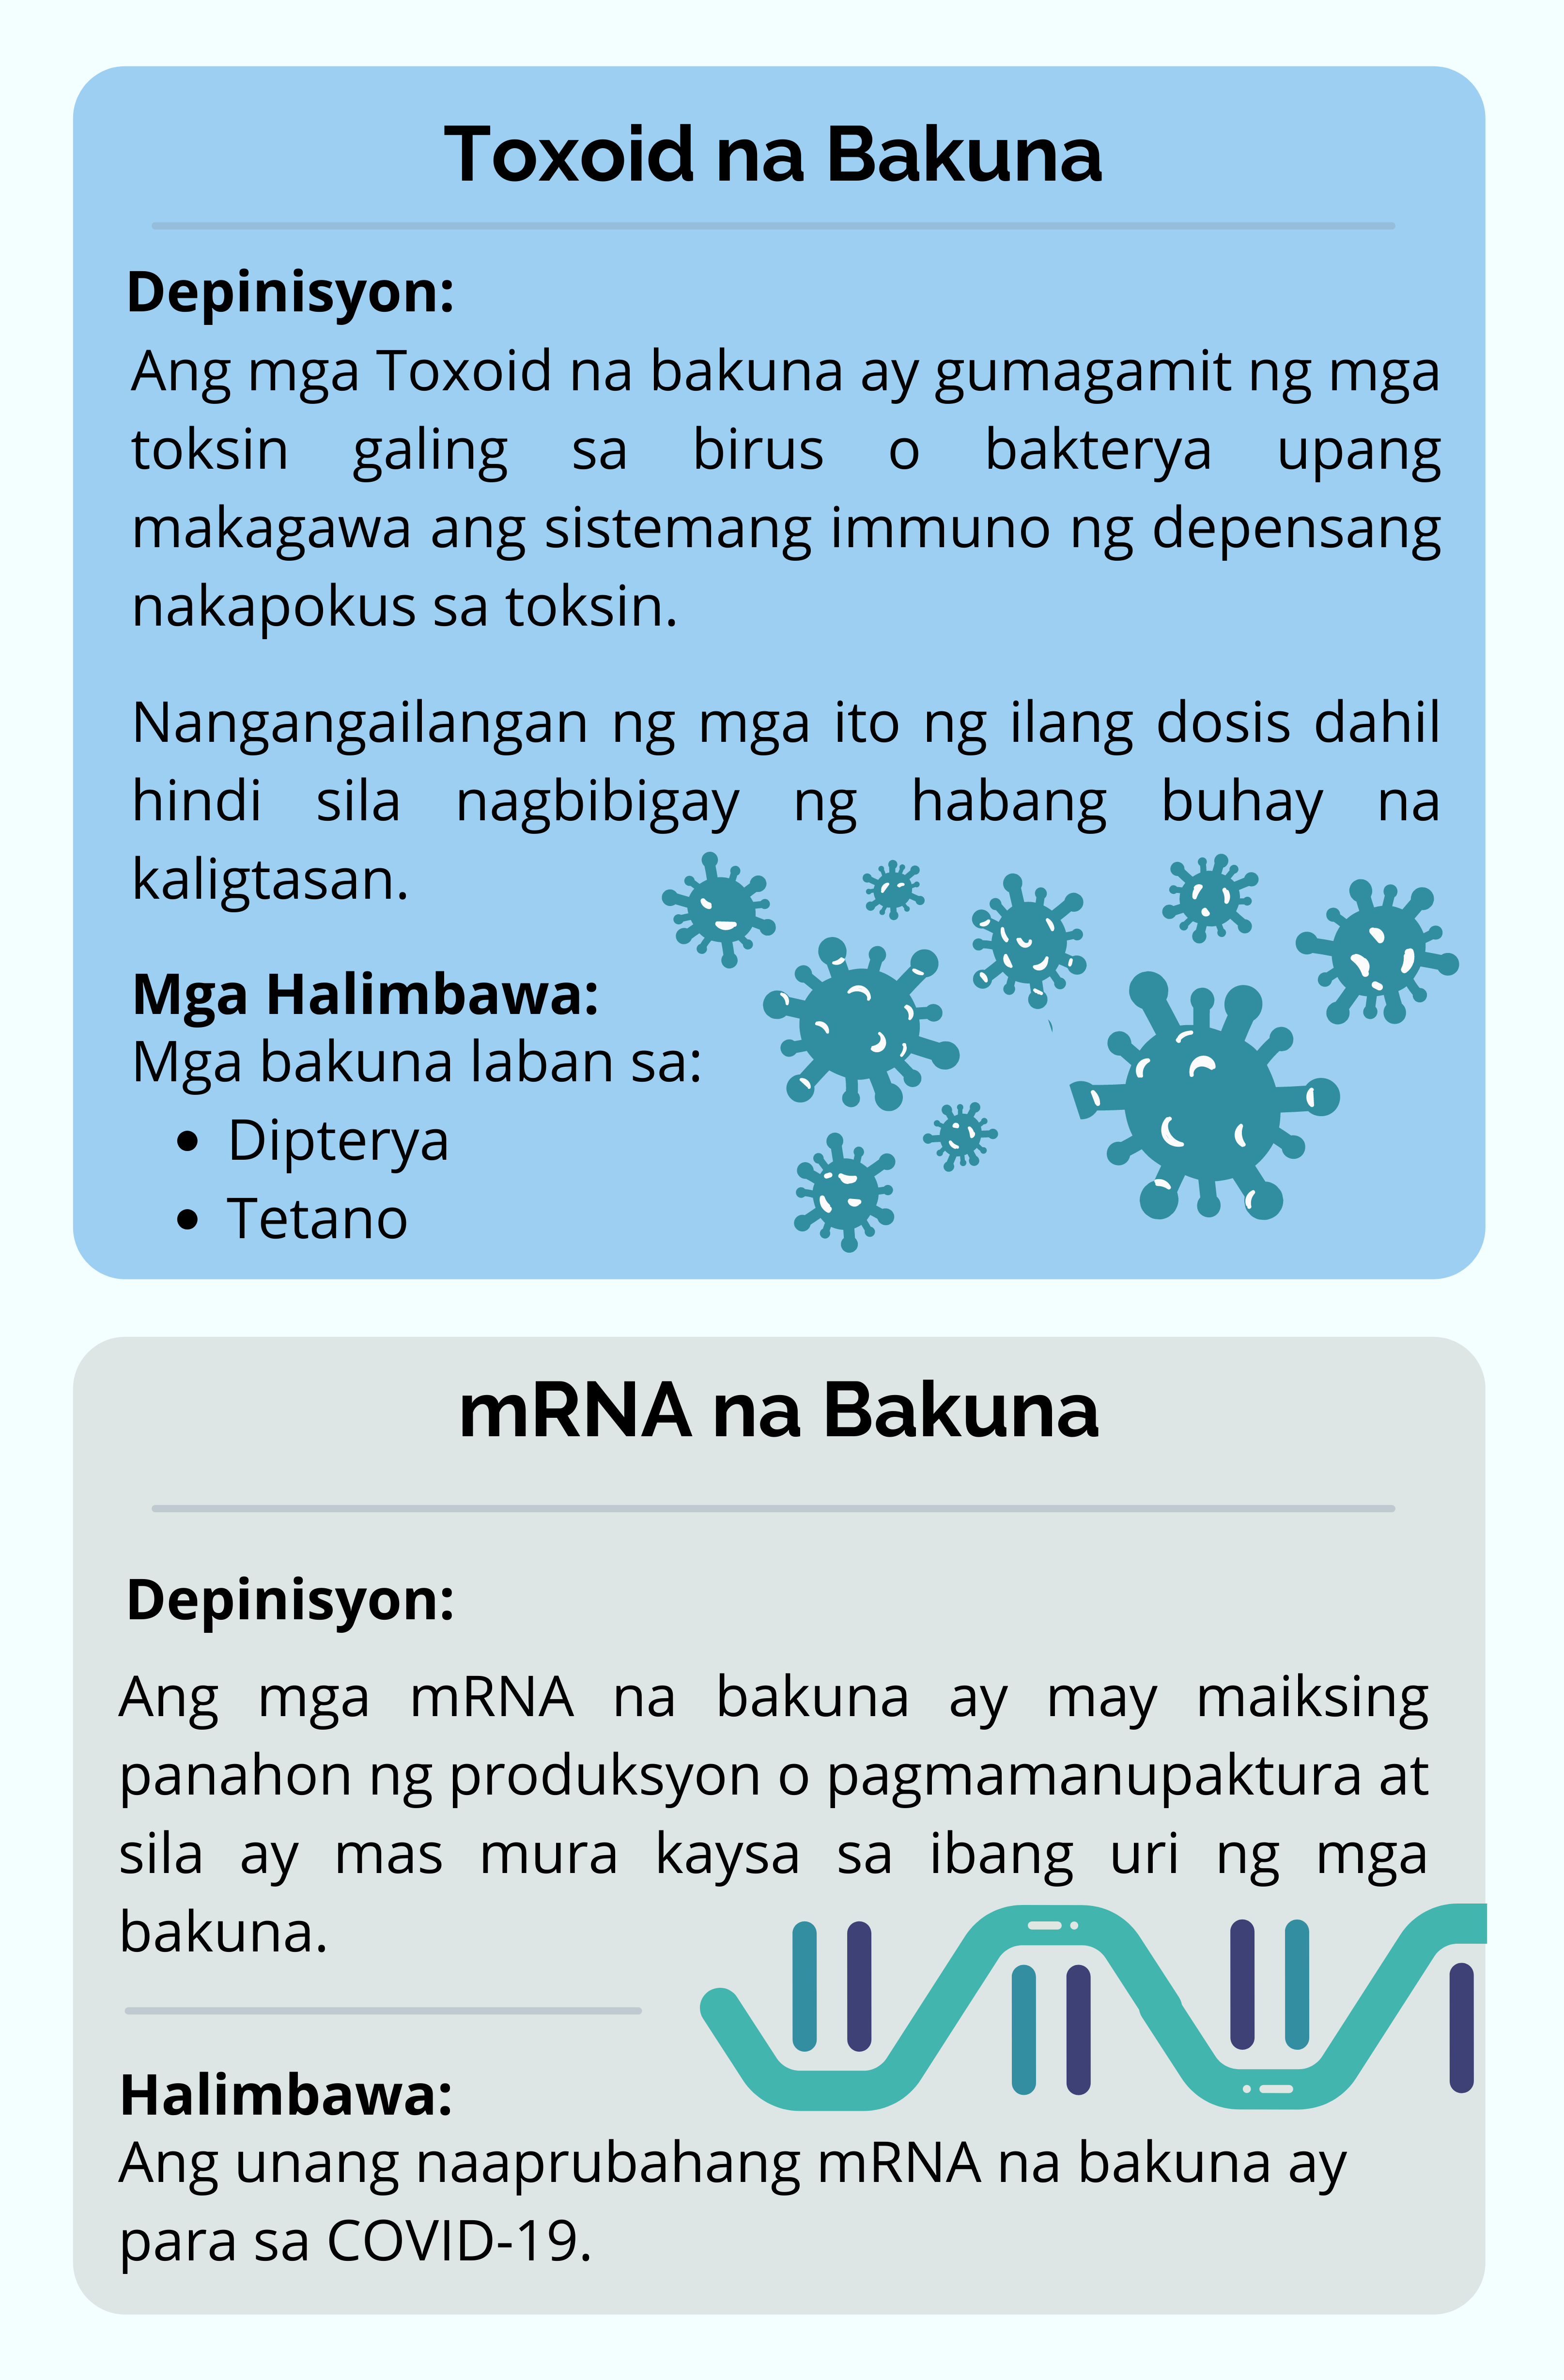 Toxoid na Bakuna
Depinisyon:
Ang mga Toxoid na bakuna ay gumagamit ng mga
toksin galing sa birus o bakterya upang
makagawa ang sistemang immuno ng depensang
nakapokus sa toksin.
Nangangailangan ng mga ito ng ilang dosis dahil
hindi sila nagbibigay ng habang buhay na
kaligtasan.
Mga Halimbawa:
Mga bakuna laban sa:
• Dipterya
• Tetano
mRNA na Bakuna
Depinisyon:
Ang mga mRNA na bakuna ay may maiksing
panahon ng produksyon o pagmamanupaktura at
sila ay mas mura kaysa sa ibang uri ng mga
bakuna.
Halimbawa:
Ang unang naaprubahang mRNA na bakuna ay
para sa COVID-19.